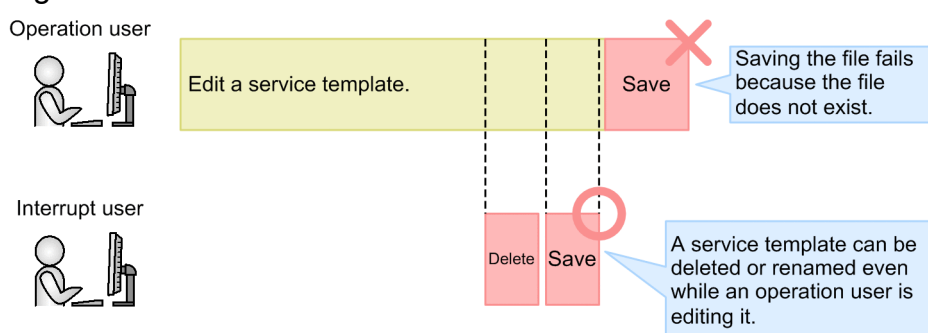 Operation user
Edit a service template.
Save
Saving the file fails
because the file
does not exist.
Interrupt user
Delete
Save
A service template can be
deleted or renamed even
while an operation user is
editing it.